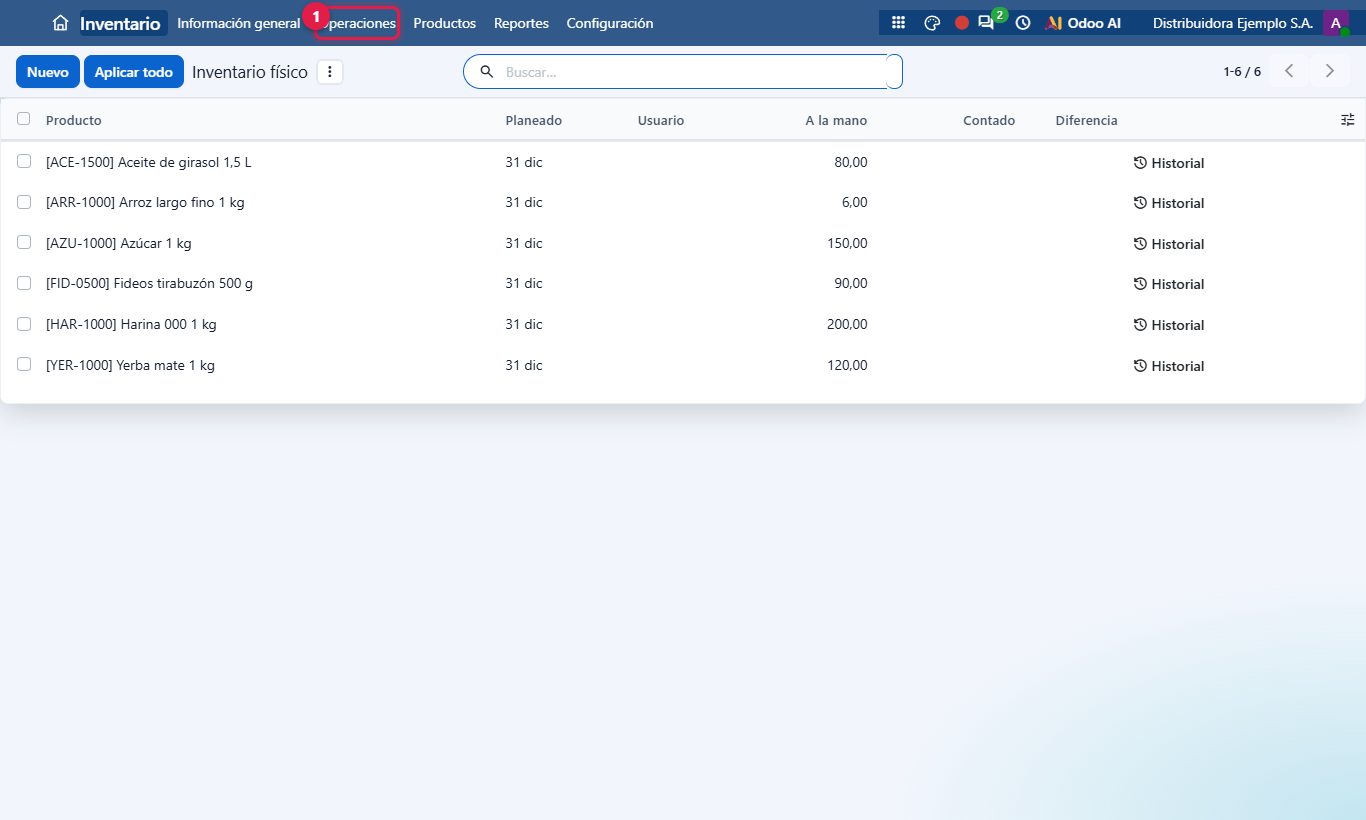 Inventario Información general 1 Operaciones Productos Reportes Configuración 2 Odoo AI Distribuidora Ejemplo S.A. A
Nuevo Aplicar todo Inventario físico Buscar... 1-6 / 6
Producto Planeado Usuario A la mano Contado Diferencia
[ACE-1500] Aceite de girasol 1,5 L 31 dic 80,00 Historial
[ARR-1000] Arroz largo fino 1 kg 31 dic 6,00 Historial
[AZU-1000] Azúcar 1 kg 31 dic 150,00 Historial
[FID-0500] Fideos tirabuzón 500 g 31 dic 90,00 Historial
[HAR-1000] Harina 000 1 kg 31 dic 200,00 Historial
[YER-1000] Yerba mate 1 kg 31 dic 120,00 Historial